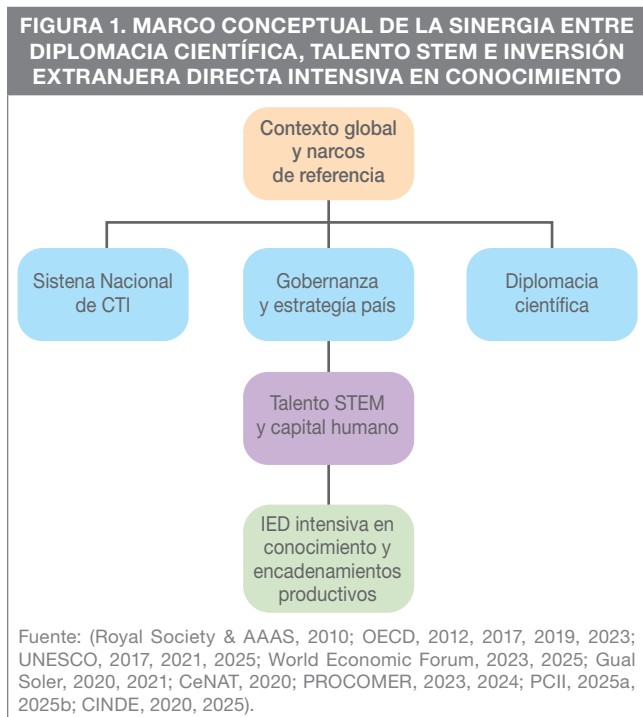 FIGURA 1. MARCO CONCEPTUAL DE LA SINERGIA ENTRE
DIPLOMACIA CIENTÍFICA, TALENTO STEM E INVERSIÓN
EXTRANJERA DIRECTA INTENSIVA EN CONOCIMIENTO
Contexto global
y narcos
de referencia
Sistena Nacional
de CTI
Gobernanza
y estrategía país
Diplomacia
científica
Talento STEM
y capital humano
IED intensiva en
conocimiento y
encadenamientos
productivos
Fuente: (Royal Society & AAAS, 2010; OECD, 2012, 2017, 2019, 2023;
UNESCO, 2017, 2021, 2025; World Economic Forum, 2023, 2025; Gual
Soler, 2020, 2021; CeNAT, 2020; PROCOMER, 2023, 2024; PCII, 2025a,
2025b; CINDE, 2020, 2025).